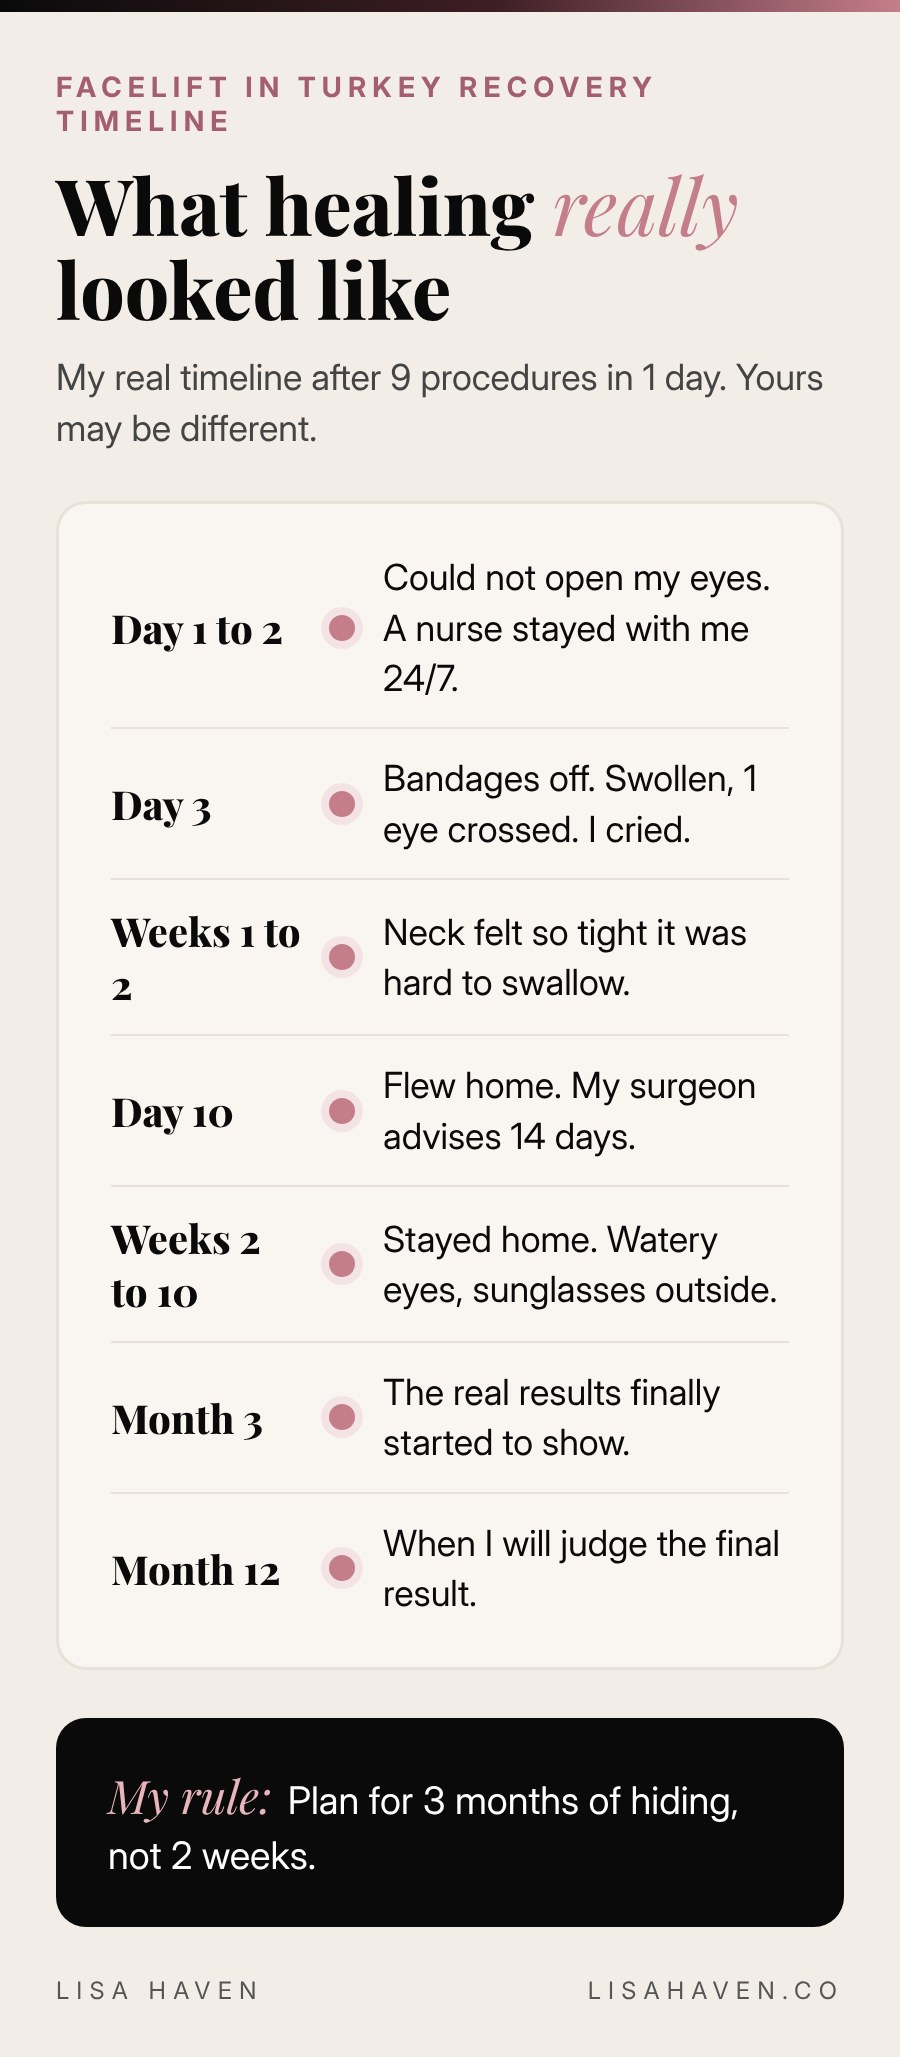 FACELIFT IN TURKEY RECOVERY
TIMELINE
What healing really
looked like
My real timeline after 9 procedures in 1 day. Yours
may be different.
Day 1 to 2
Could not open my eyes.
A nurse stayed with me
24/7.
Day 3
Bandages off. Swollen, 1
eye crossed. I cried.
Weeks 1 to
2
Neck felt so tight it was
hard to swallow.
Day 10
Flew home. My surgeon
advises 14 days.
Weeks 2
to 10
Stayed home. Watery
eyes, sunglasses outside.
Month 3
The real results finally
started to show.
Month 12
When I will judge the final
result.
My rule: Plan for 3 months of hiding,
not 2 weeks.
LISA HAVEN
LISAHAVEN.CO